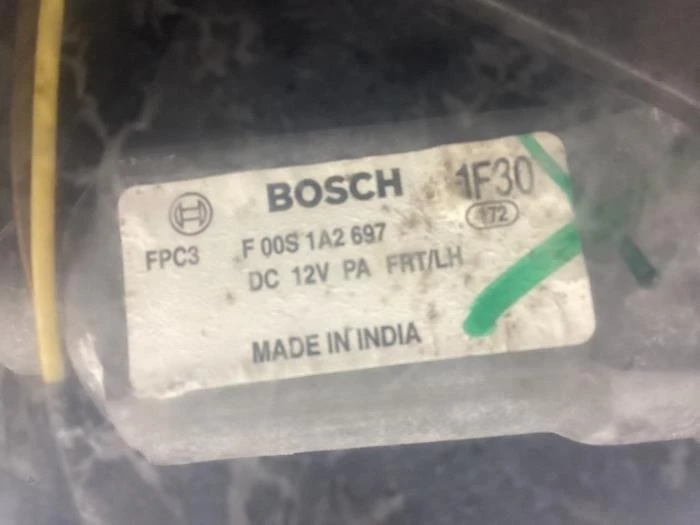 BOSCH 1F30
172
FPC3 F 00S 1A2 697
DC 12V PA FRT/LH
MADE IN INDIA